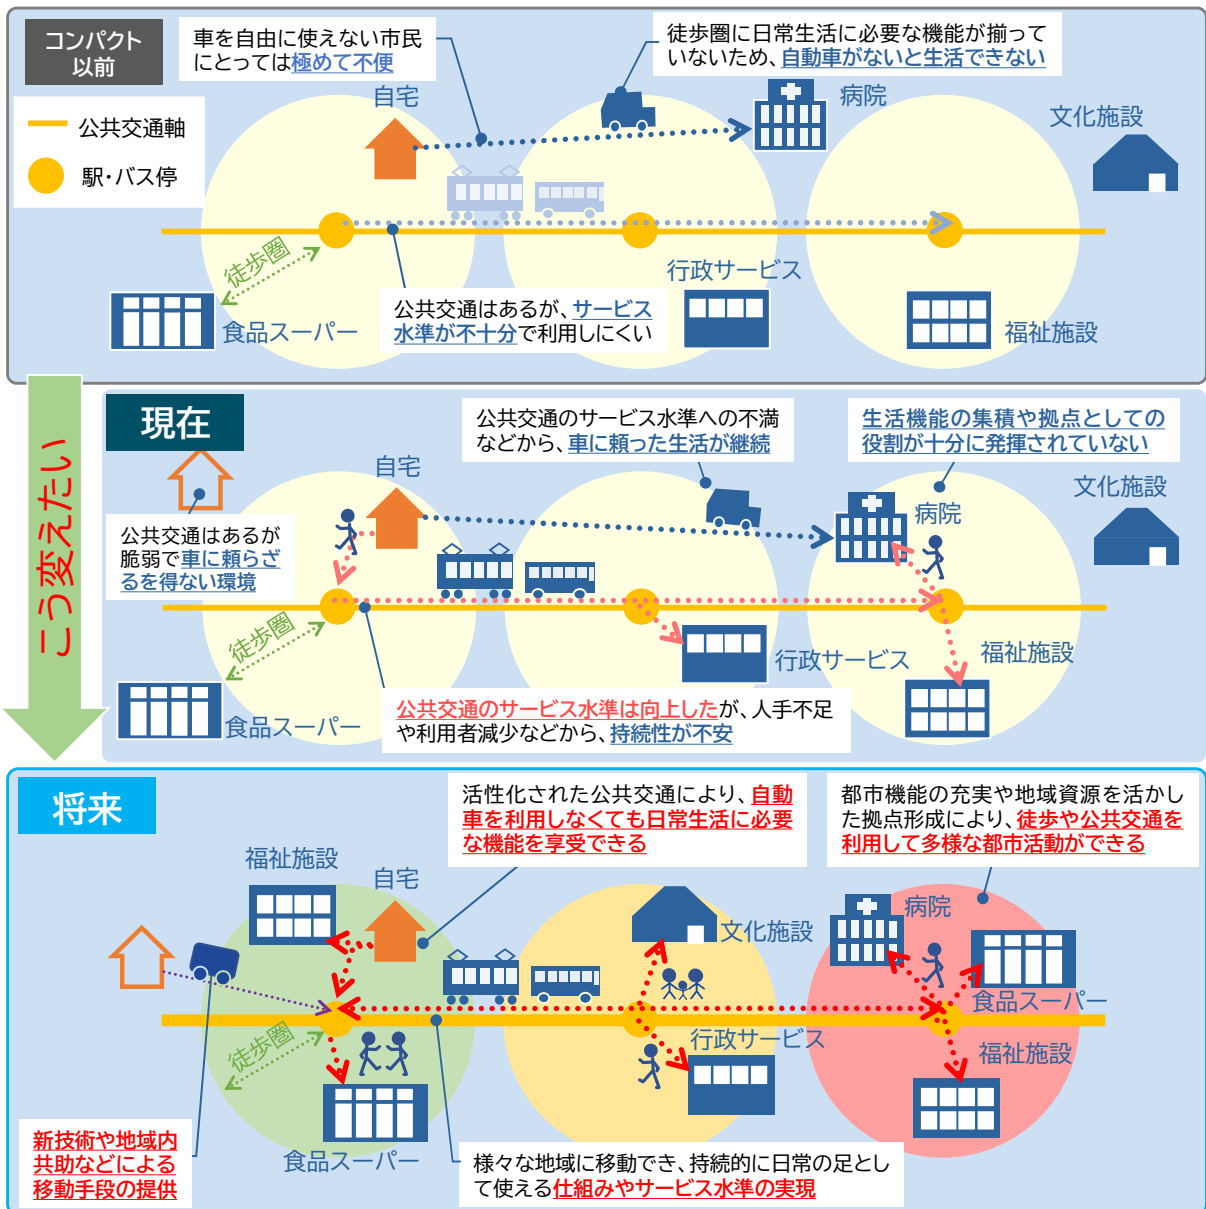 コンパクト
以前
車を自由に使えない市民
にとっては極めて不便
徒歩圏に日常生活に必要な機能が揃って
いないため、自動車がないと生活できない
自宅
病院
文化施設
公共交通軸
駅・バス停
徒歩圏
行政サービス
公共交通はあるが、サービス
水準が不十分で利用しにくい
食品スーパー
福祉施設
こう変えたい
現在
公共交通のサービス水準への不満
などから、車に頼った生活が継続
生活機能の集積や拠点としての
役割が十分に発揮されていない
自宅
文化施設
病院
公共交通はあるが
脆弱で車に頼らざ
るを得ない環境
徒歩圏
行政サービス
福祉施設
食品スーパー
公共交通のサービス水準は向上したが、人手不足
や利用者減少などから、持続性が不安
将来
活性化された公共交通により、自動
車を利用しなくても日常生活に必要
な機能を享受できる
都市機能の充実や地域資源を活かし
た拠点形成により、徒歩や公共交通を
利用して多様な都市活動ができる
福祉施設
自宅
文化施設
病院
食品スーパー
徒歩圏
行政サービス
福祉施設
新技術や地域内
共助などによる
移動手段の提供
食品スーパー
様々な地域に移動でき、持続的に日常の足とし
て使える仕組みやサービス水準の実現